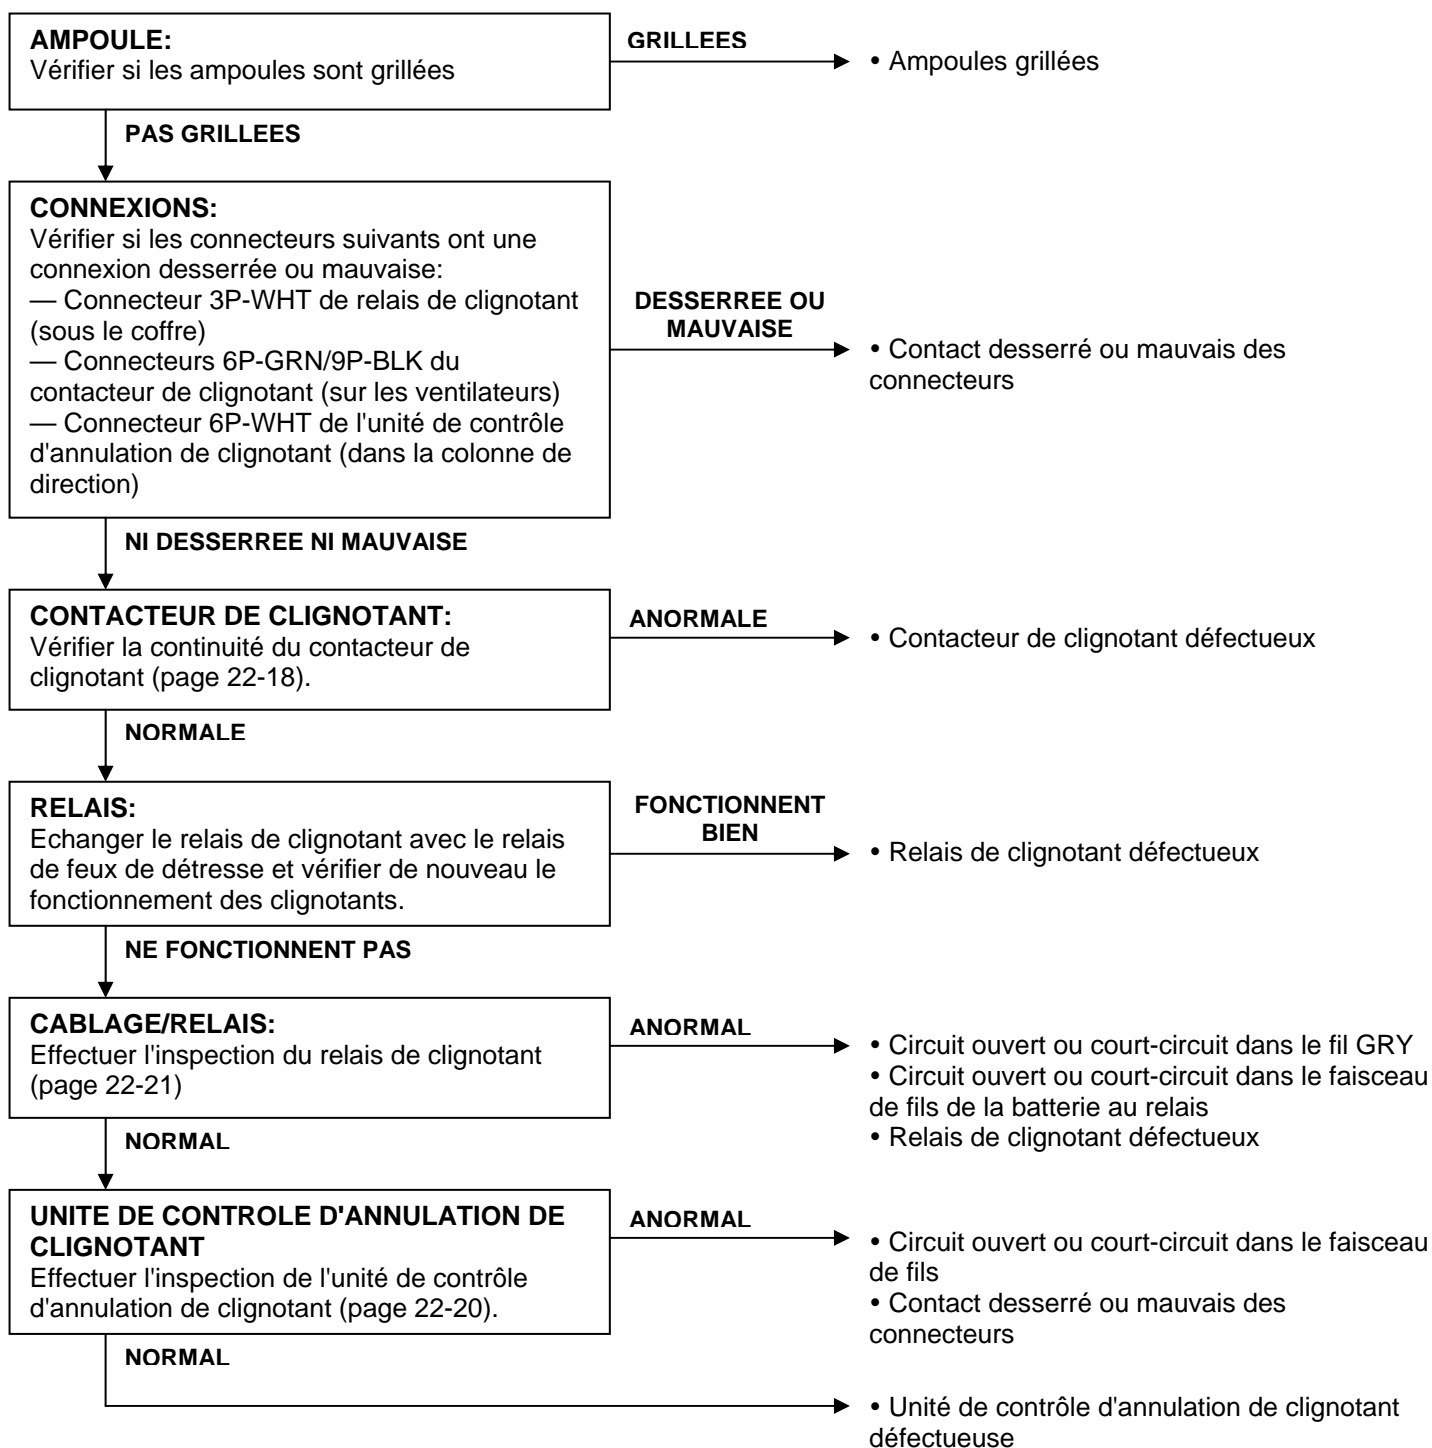 AMPOULE:
Vérifier si les ampoules sont grillées
GRILLEES
• Ampoules grillées
PAS GRILLEES
CONNEXIONS:
Vérifier si les connecteurs suivants ont une
connexion desserrée ou mauvaise:
— Connecteur 3P-WHT de relais de clignotant
(sous le coffre)
— Connecteurs 6P-GRN/9P-BLK du
contacteur de clignotant (sur les ventilateurs)
— Connecteur 6P-WHT de l'unité de contrôle
d'annulation de clignotant (dans la colonne de
direction)
DESSERREE OU
MAUVAISE
• Contact desserré ou mauvais des
connecteurs
NI DESSERREE NI MAUVAISE
CONTACTEUR DE CLIGNOTANT:
Vérifier la continuité du contacteur de
clignotant (page 22-18).
ANORMALE
• Contacteur de clignotant défectueux
NORMALE
RELAIS:
Echanger le relais de clignotant avec le relais
de feux de détresse et vérifier de nouveau le
fonctionnement des clignotants.
FONCTIONNENT
BIEN
• Relais de clignotant défectueux
NE FONCTIONNENT PAS
CABLAGE/RELAIS:
Effectuer l'inspection du relais de clignotant
(page 22-21)
ANORMAL
• Circuit ouvert ou court-circuit dans le fil GRY
• Circuit ouvert ou court-circuit dans le faisceau
de fils de la batterie au relais
• Relais de clignotant défectueux
NORMAL
UNITE DE CONTROLE D'ANNULATION DE
CLIGNOTANT
Effectuer l'inspection de l'unité de contrôle
d'annulation de clignotant (page 22-20).
ANORMAL
• Circuit ouvert ou court-circuit dans le faisceau
de fils
• Contact desserré ou mauvais des
connecteurs
NORMAL
• Unité de contrôle d'annulation de clignotant
défectueuse